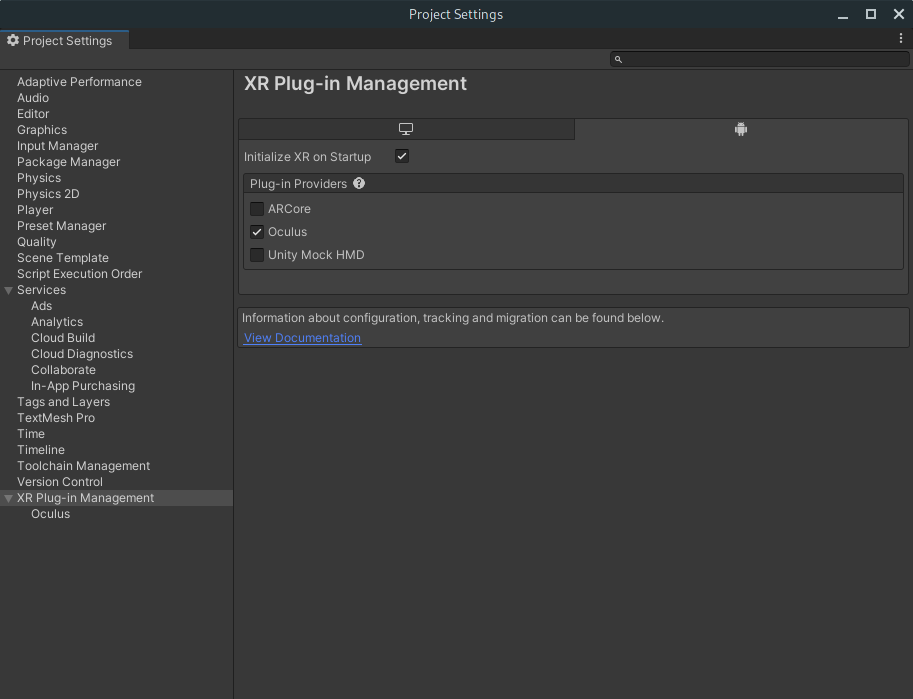 Project Settings
Project Settings
Adaptive Performance
Audio
Editor
Graphics
Input Manager
Package Manager
Physics
Physics 2D
Player
Preset Manager
Quality
Scene Template
Script Execution Order
Services
Ads
Analytics
Cloud Build
Cloud Diagnostics
Collaborate
In-App Purchasing
Tags and Layers
TextMesh Pro
Time
Timeline
Toolchain Management
Version Control
XR Plug-in Management
Oculus
XR Plug-in Management
Initialize XR on Startup
Plug-in Providers ?
ARCore
Oculus
Unity Mock HMD
Information about configuration, tracking and migration can be found below.
View Documentation